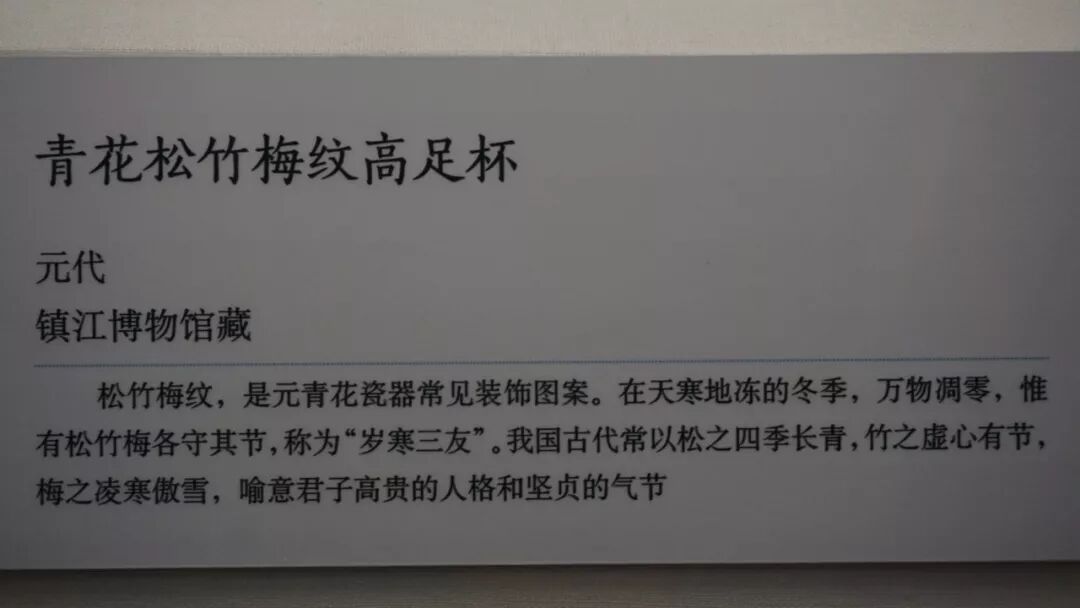 青花松竹梅纹高足杯
元代
镇江博物馆藏
松竹梅纹，是元青花瓷器常见装饰图案。在天寒地冻的冬季，万物凋零，惟
有松竹梅各守其节，称为“岁寒三友”。我国古代常以松之四季长青，竹之虚心有节，
梅之凌寒傲雪，喻意君子高贵的人格和坚贞的气节